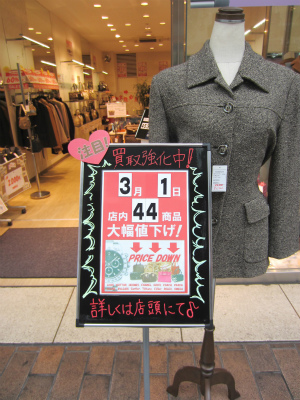 注目!
買取強化中!
3月1日
店内44商品
大幅値下げ!
PRICE DOWN
詳しくは店頭にて♪